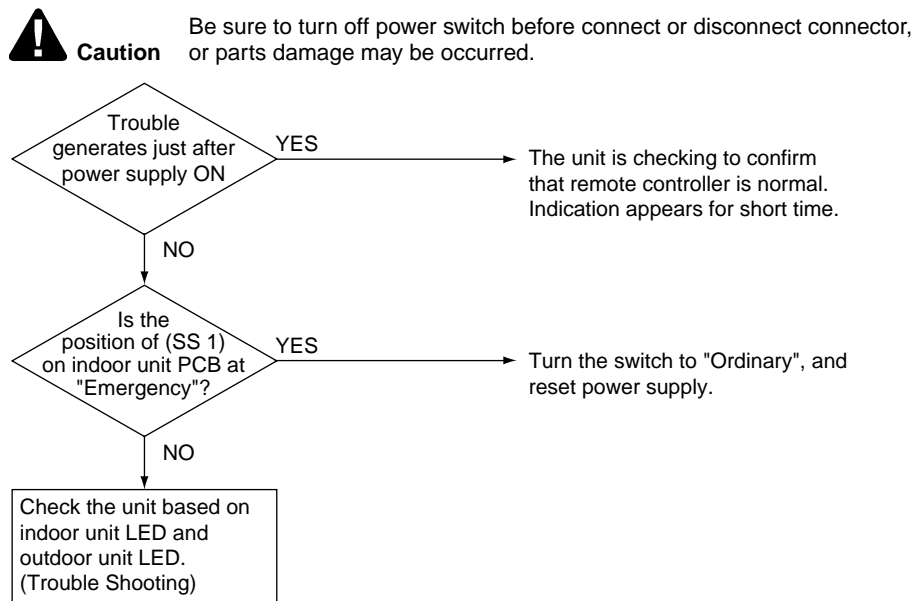 Be sure to turn off power switch before connect or disconnect connector,
Caution or parts damage may be occurred.
Trouble
generates just after
power supply ON
YES
The unit is checking to confirm
that remote controller is normal.
Indication appears for short time.
NO
Is the
position of (SS 1)
on indoor unit PCB at
"Emergency"?
YES
Turn the switch to "Ordinary", and
reset power supply.
NO
Check the unit based on
indoor unit LED and
outdoor unit LED.
(Trouble Shooting)